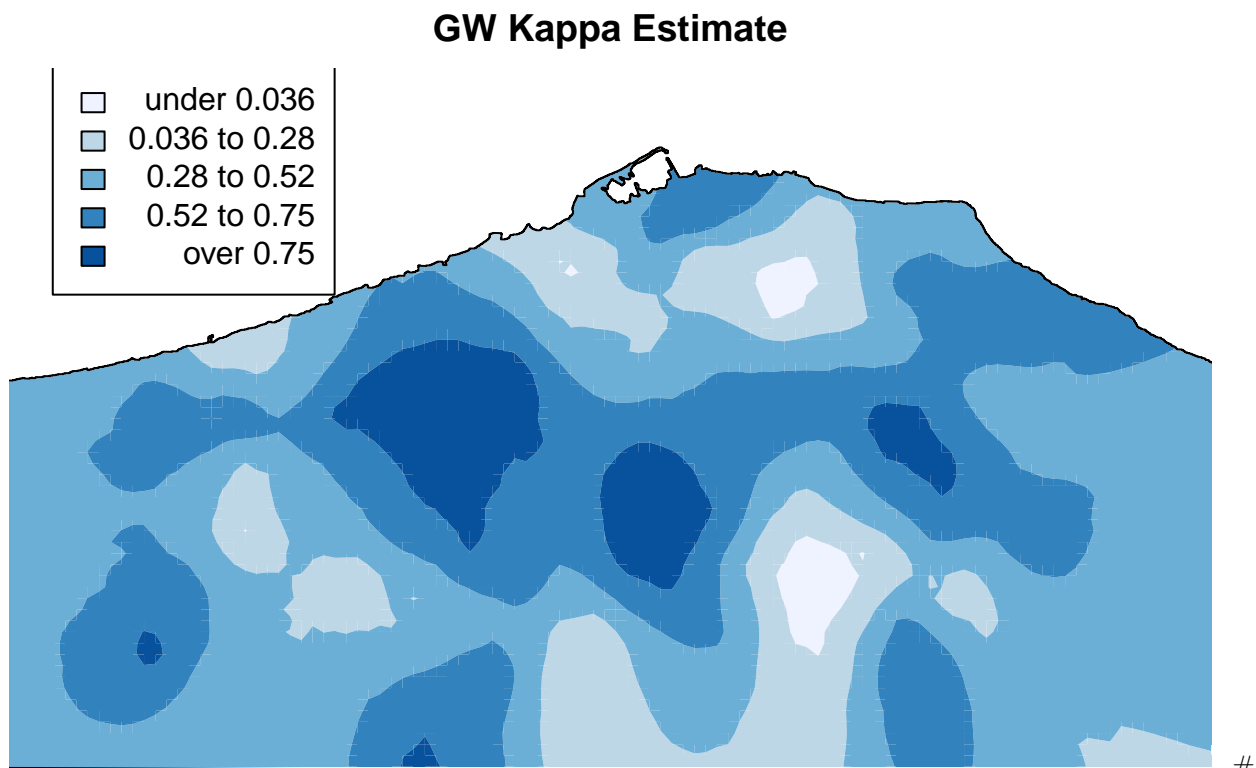 GW Kappa Estimate
under 0.036
0.036 to 0.28
0.28 to 0.52
0.52 to 0.75
over 0.75
#